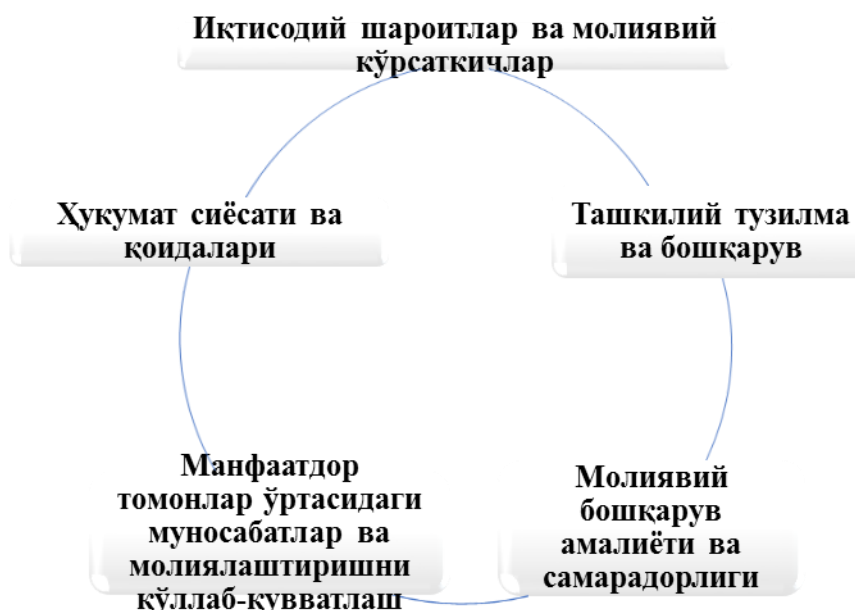 Иқтисодий шароитлар ва молиявий
кўрсаткичлар
Ҳукумат сиёсати ва
қоидалари
Ташкилий тузилма
ва бошқарув
Манфаатдор
томонлар ўртасидаги
муносабатлар ва
молиялаштиришни
қўллаб-қувватлаш
Молиявий
бошқарув
амалиёти ва
самарадорлиги